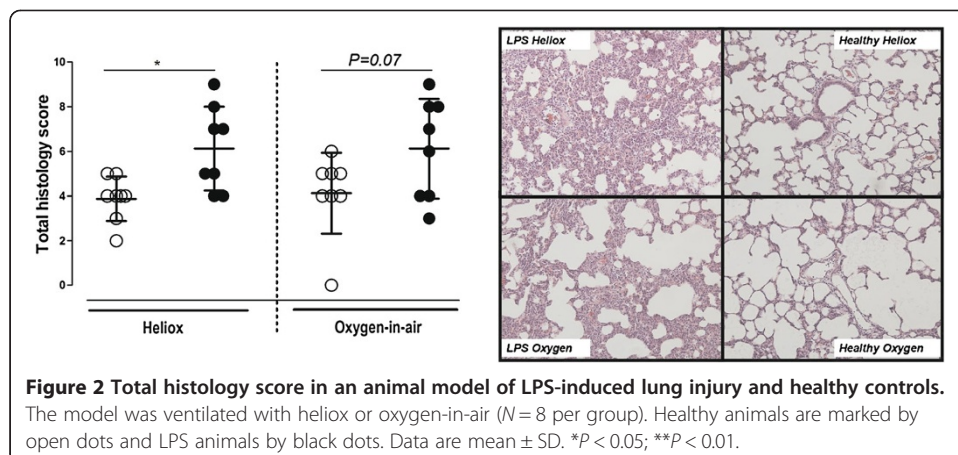 *
P=0.07
10
8
6
4
2
0
Total histology score
Heliox
Oxygen-in-air
LPS Heliox
Healthy Heliox
LPS Oxygen
Healthy Oxygen
Figure 2 Total histology score in an animal model of LPS-induced lung injury and healthy controls.
The model was ventilated with heliox or oxygen-in-air (N = 8 per group). Healthy animals are marked by
open dots and LPS animals by black dots. Data are mean ± SD. *P < 0.05; **P < 0.01.